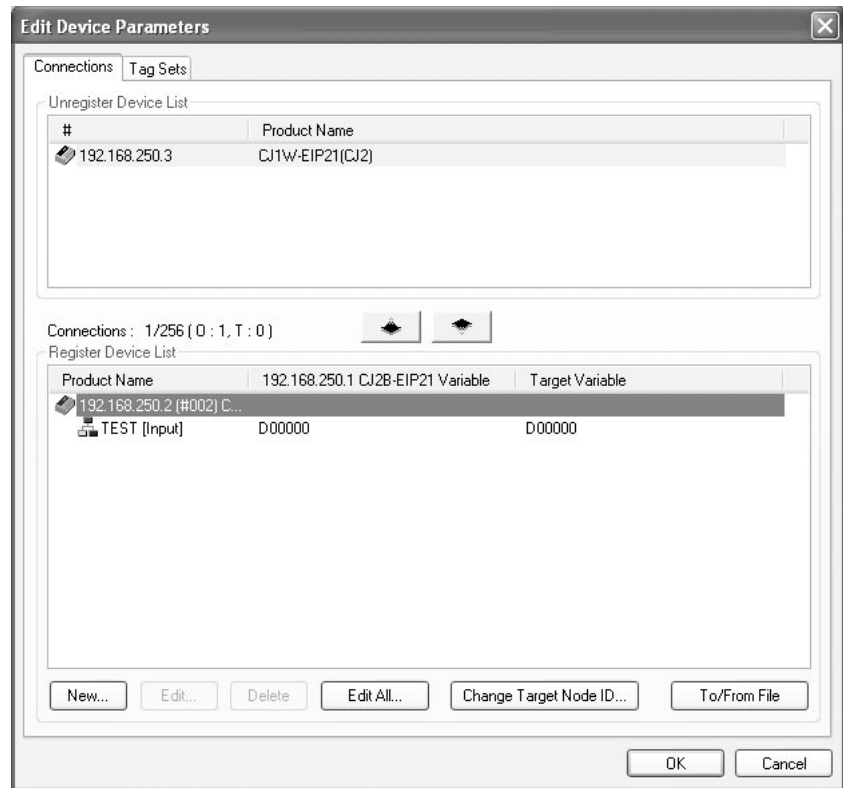 Edit Device Parameters
Connections Tag Sets
Unregister Device List
# Product Name
192.168.250.3 CJ1W-EIP21(CJ2)
Connections : 1/256 ( O : 1, T : 0 )
Register Device List
Product Name 192.168.250.1 CJ2B-EIP21 Variable Target Variable
192.168.250.2 (#002) C...
TEST [Input] D00000 D00000
New... Edit... Delete Edit All... Change Target Node ID... To/From File
OK Cancel